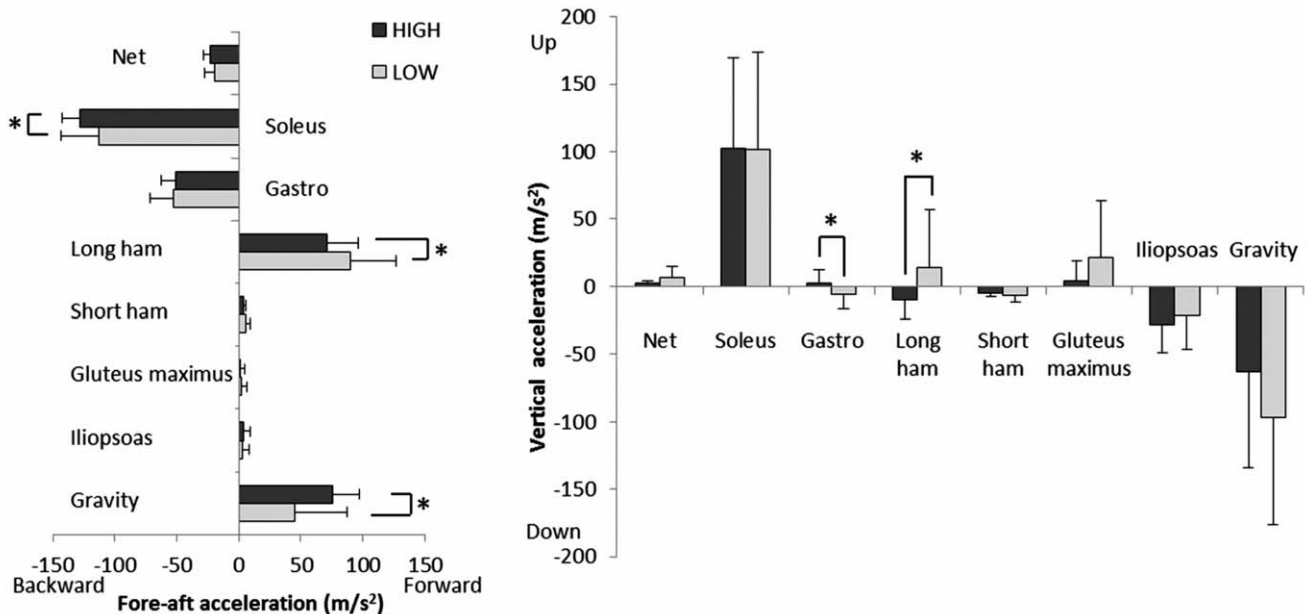 Net
HIGH
LOW
*
Soleus
Gastro
Long ham
*
Short ham
Gluteus maximus
Iliopsoas
Gravity
*
-150 -100 -50 0 50 100 150
Backward
Forward
Fore-aft acceleration (m/s²)
200
150
100
50
0
-50
-100
-150
-200
Up
Down
Vertical acceleration (m/s²)
*
*
Iliopsoas Gravity
Net Soleus Gastro Long Short Gluteus
ham ham maximus